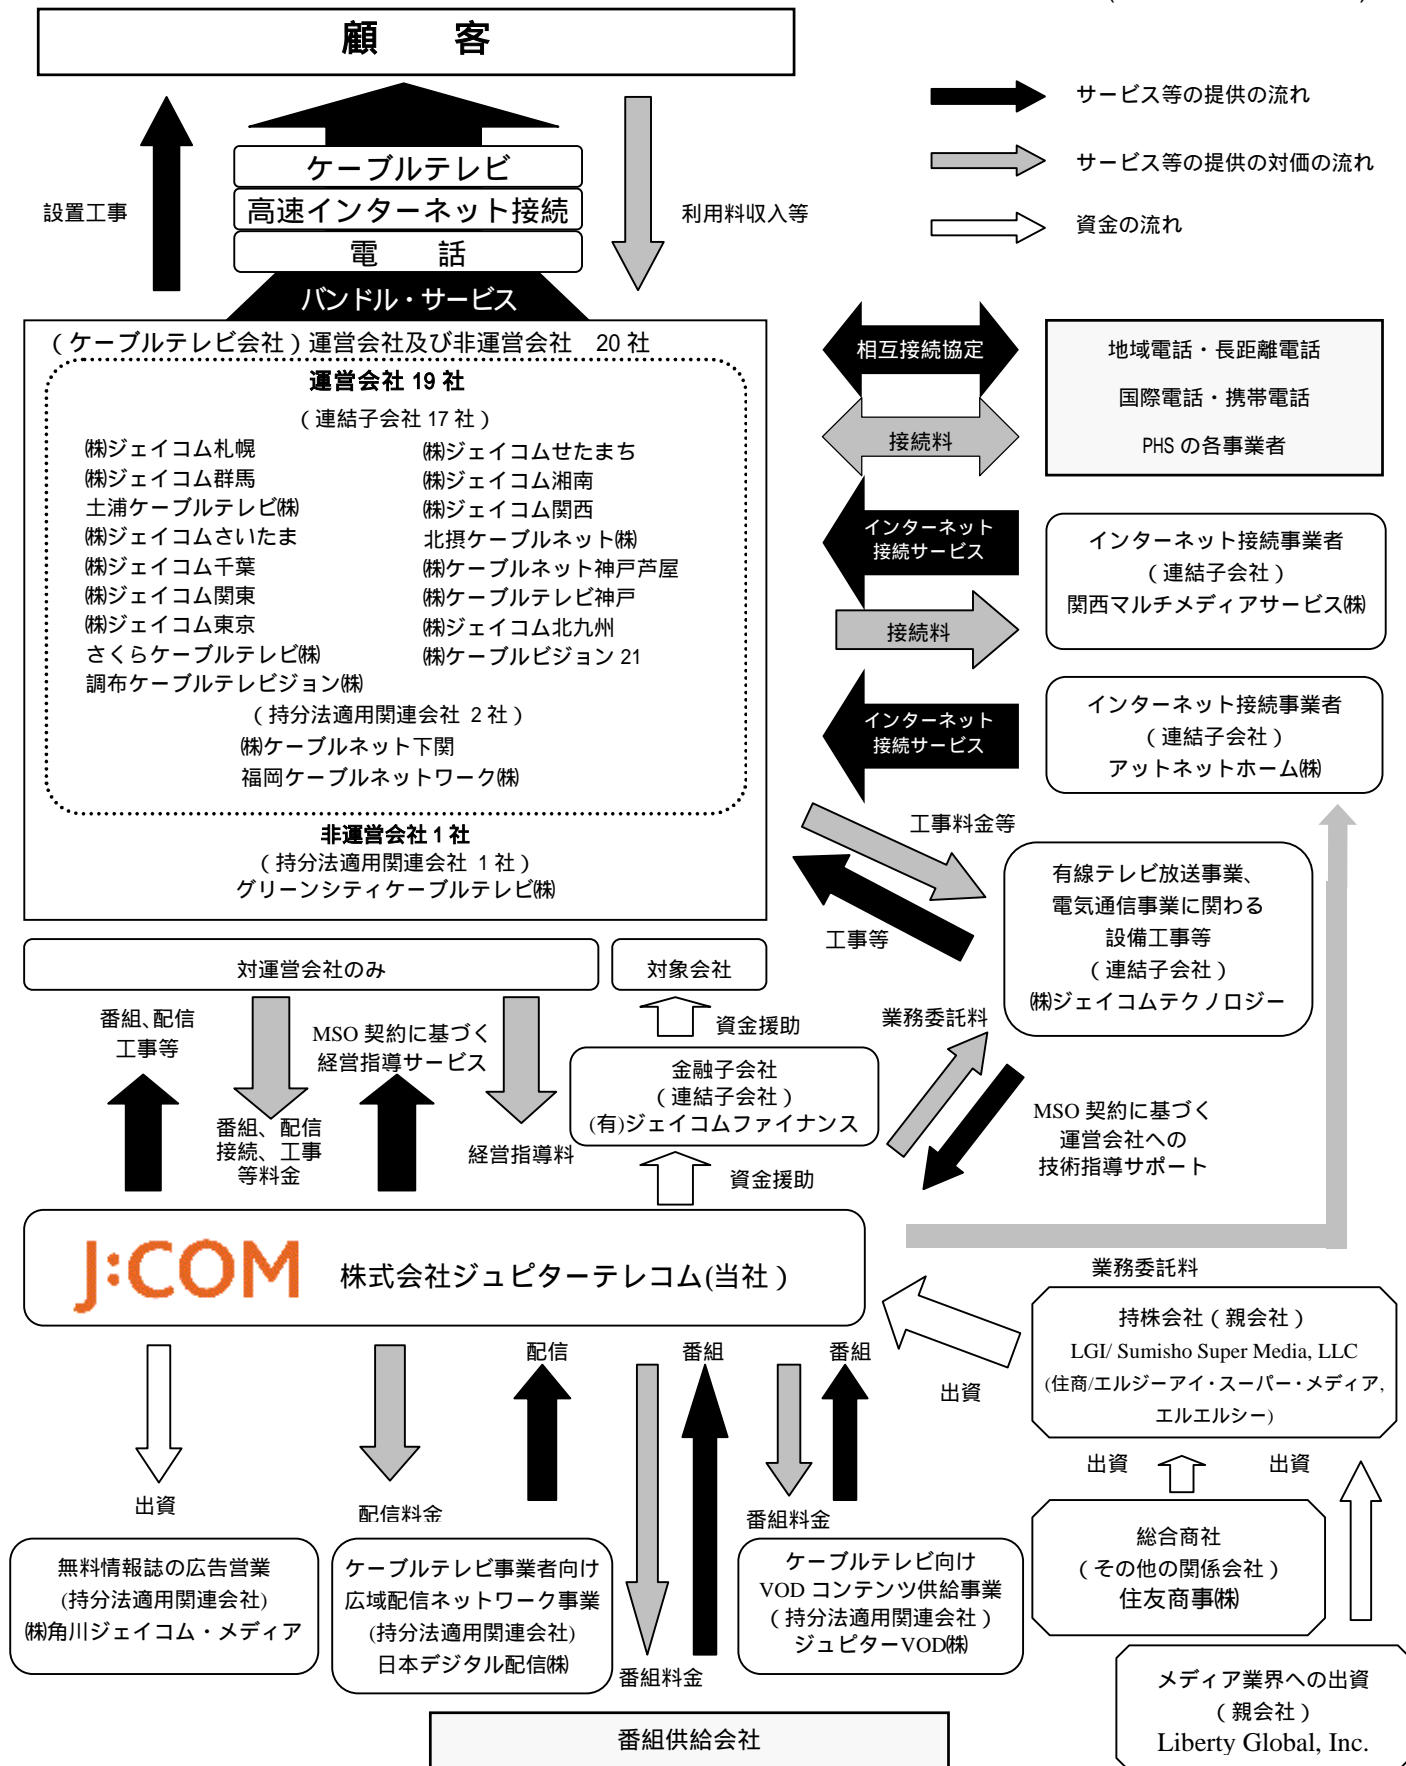 顧　客
サービス等の提供の流れ
サービス等の提供の対価の流れ
資金の流れ
設置工事
ケーブルテレビ
高速インターネット接続
電　話
バンドル・サービス
利用料収入等
（ケーブルテレビ会社）運営会社及び非運営会社　20 社
運営会社 19 社
（連結子会社 17 社）
㈱ジェイコム札幌
㈱ジェイコム群馬
土浦ケーブルテレビ㈱
㈱ジェイコムさいたま
㈱ジェイコム千葉
㈱ジェイコム関東
㈱ジェイコム東京
さくらケーブルテレビ㈱
調布ケーブルテレビジョン㈱
㈱ジェイコムせたまち
㈱ジェイコム湘南
㈱ジェイコム関西
北摂ケーブルネット㈱
㈱ケーブルネット神戸芦屋
㈱ケーブルテレビ神戸
㈱ジェイコム北九州
㈱ケーブルビジョン 21
（持分法適用関連会社 2 社）
㈱ケーブルネット下関
福岡ケーブルネットワーク㈱
非運営会社 1 社
（持分法適用関連会社 1 社）
グリーンシティケーブルテレビ㈱
相互接続協定
接続料
地域電話・長距離電話
国際電話・携帯電話
PHS の各事業者
インターネット
接続サービス
接続料
インターネット接続事業者
（連結子会社）
関西マルチメディアサービス㈱
インターネット
接続サービス
インターネット接続事業者
（連結子会社）
アットネットホーム㈱
工事料金等
工事等
有線テレビ放送事業、
電気通信事業に関わる
設備工事等
（連結子会社）
㈱ジェイコムテクノロジー
対運営会社のみ
対象会社
番組、配信
工事等
番組、配信
接続、工事
等料金
MSO 契約に基づく
経営指導サービス
経営指導料
資金援助
金融子会社
（連結子会社）
(有)ジェイコムファイナンス
資金援助
業務委託料
MSO 契約に基づく
運営会社への
技術指導サポート
J:COM
株式会社ジュピターテレコム(当社）
業務委託料
持株会社（親会社）
LGI/ Sumisho Super Media, LLC
(住商/エルジーアイ・スーパー・メディア,
エルエルシー)
出資
出資
出資
総合商社
（その他の関係会社）
住友商事㈱
メディア業界への出資
（親会社）
Liberty Global, Inc.
出資
配信料金
配信
番組
番組料金
番組
番組料金
無料情報誌の広告営業
(持分法適用関連会社)
㈱角川ジェイコム・メディア
ケーブルテレビ事業者向け
広域配信ネットワーク事業
(持分法適用関連会社)
日本デジタル配信㈱
ケーブルテレビ向け
VOD コンテンツ供給事業
（持分法適用関連会社）
ジュピターVOD㈱
番組供給会社